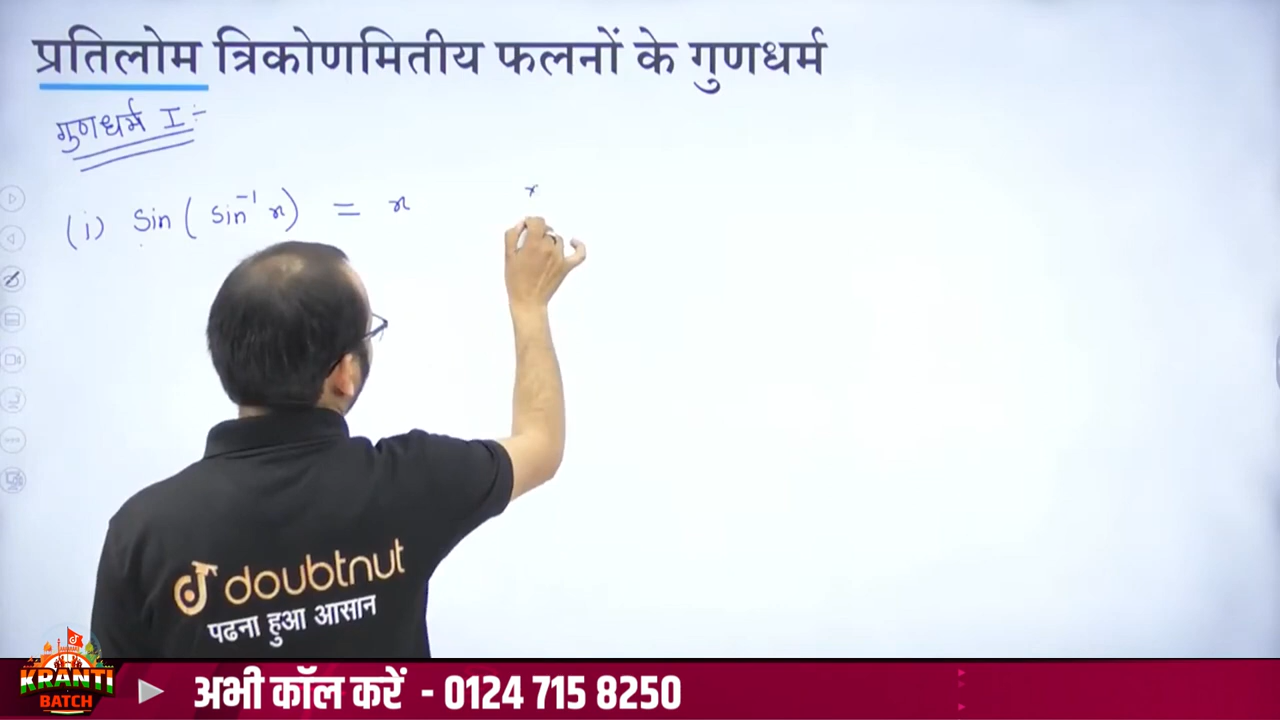 प्रतिलोम त्रिकोणमितीय फलनों के गुणधर्म
गुणधर्म I :-
(i) Sin ( sin⁻¹ x) = x x
doubtnut
पढना हुआ आसान
KRANTI
BATCH
अभी कॉल करें - 0124 715 8250